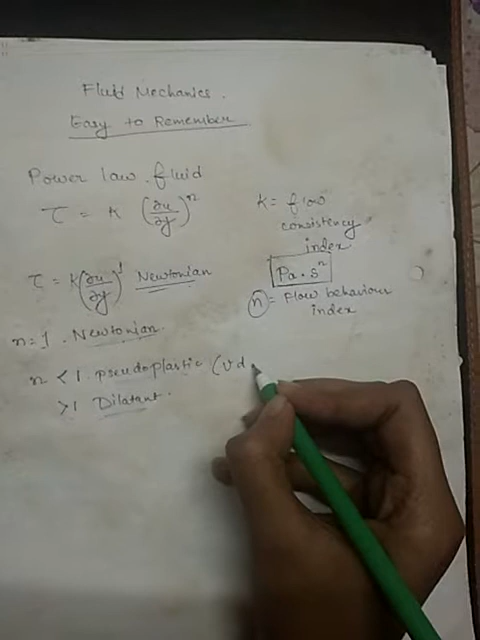 Fluid Mechanics.
Easy to Remember
Power law fluid
τ = K (∂u/∂y)^n
K = flow
consistency
index
Pa·s^n
τ = K(∂u/∂y)^1 Newtonian
n = Flow behaviour
index
n=1. Newtonian.
n <1. pseudoplastic (vd
>1 Dilatant.